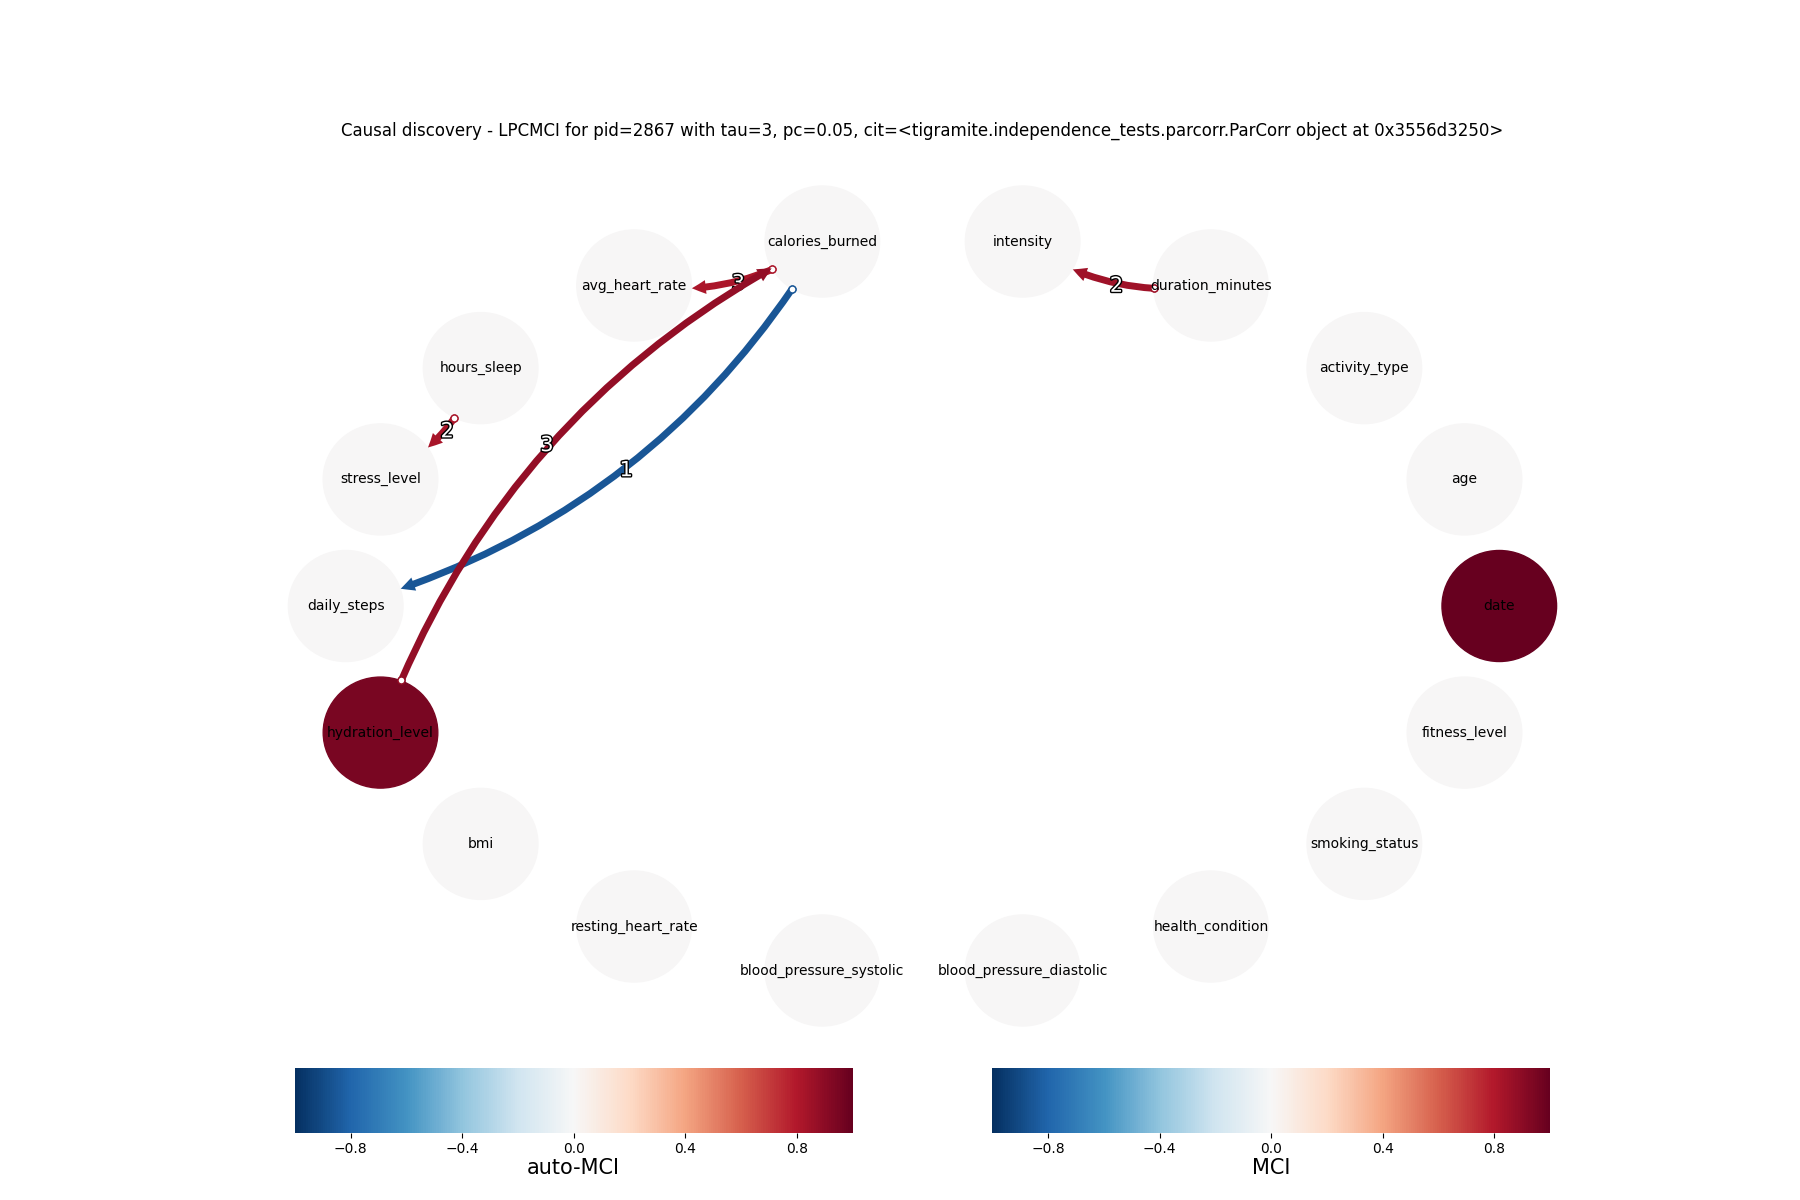 Causal discovery - LPCMCI for pid=2867 with tau=3, pc=0.05, cit=<tigramite.independence_tests.parcorr.ParCorr object at 0x3556d3250>
calories_burned
intensity
avg_heart_rate
3
2
duration_minutes
hours_sleep
activity_type
2
3
1
stress_level
age
daily_steps
date
hydration_level
fitness_level
bmi
smoking_status
resting_heart_rate
health_condition
blood_pressure_systolic
blood_pressure_diastolic
−0.8 −0.4 0.0 0.4 0.8
auto-MCI
−0.8 −0.4 0.0 0.4 0.8
MCI